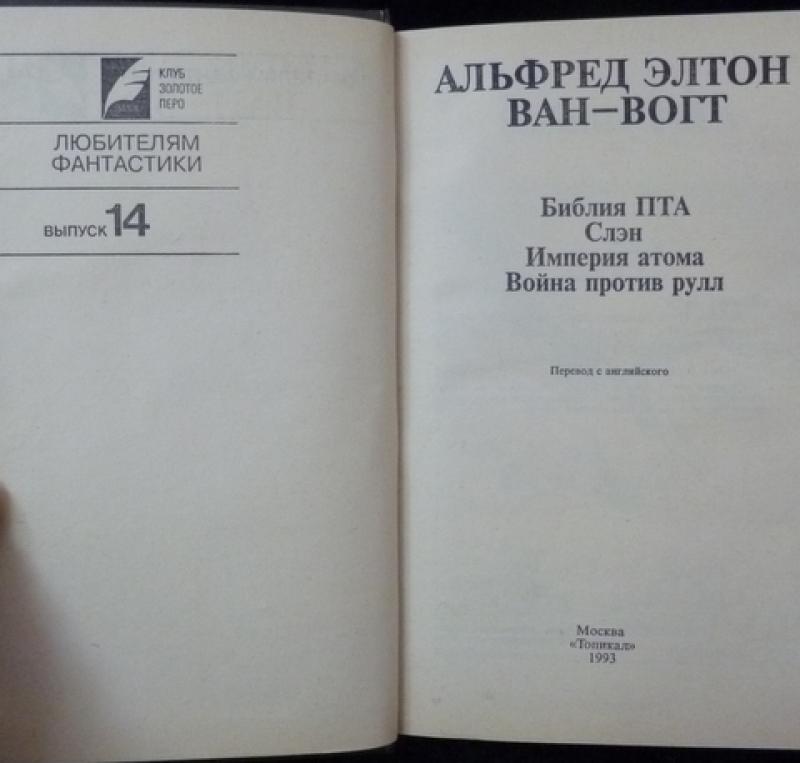 КЛУБ
ЗОЛОТОЕ
ПЕРО
ЛЮБИТЕЛЯМ
ФАНТАСТИКИ
ВЫПУСК 14
АЛЬФРЕД ЭЛТОН
ВАН—ВОГТ
Библия ПТА
Слэн
Империя атома
Война против рулл
Перевод с английского
Москва
«Топикал»
1993